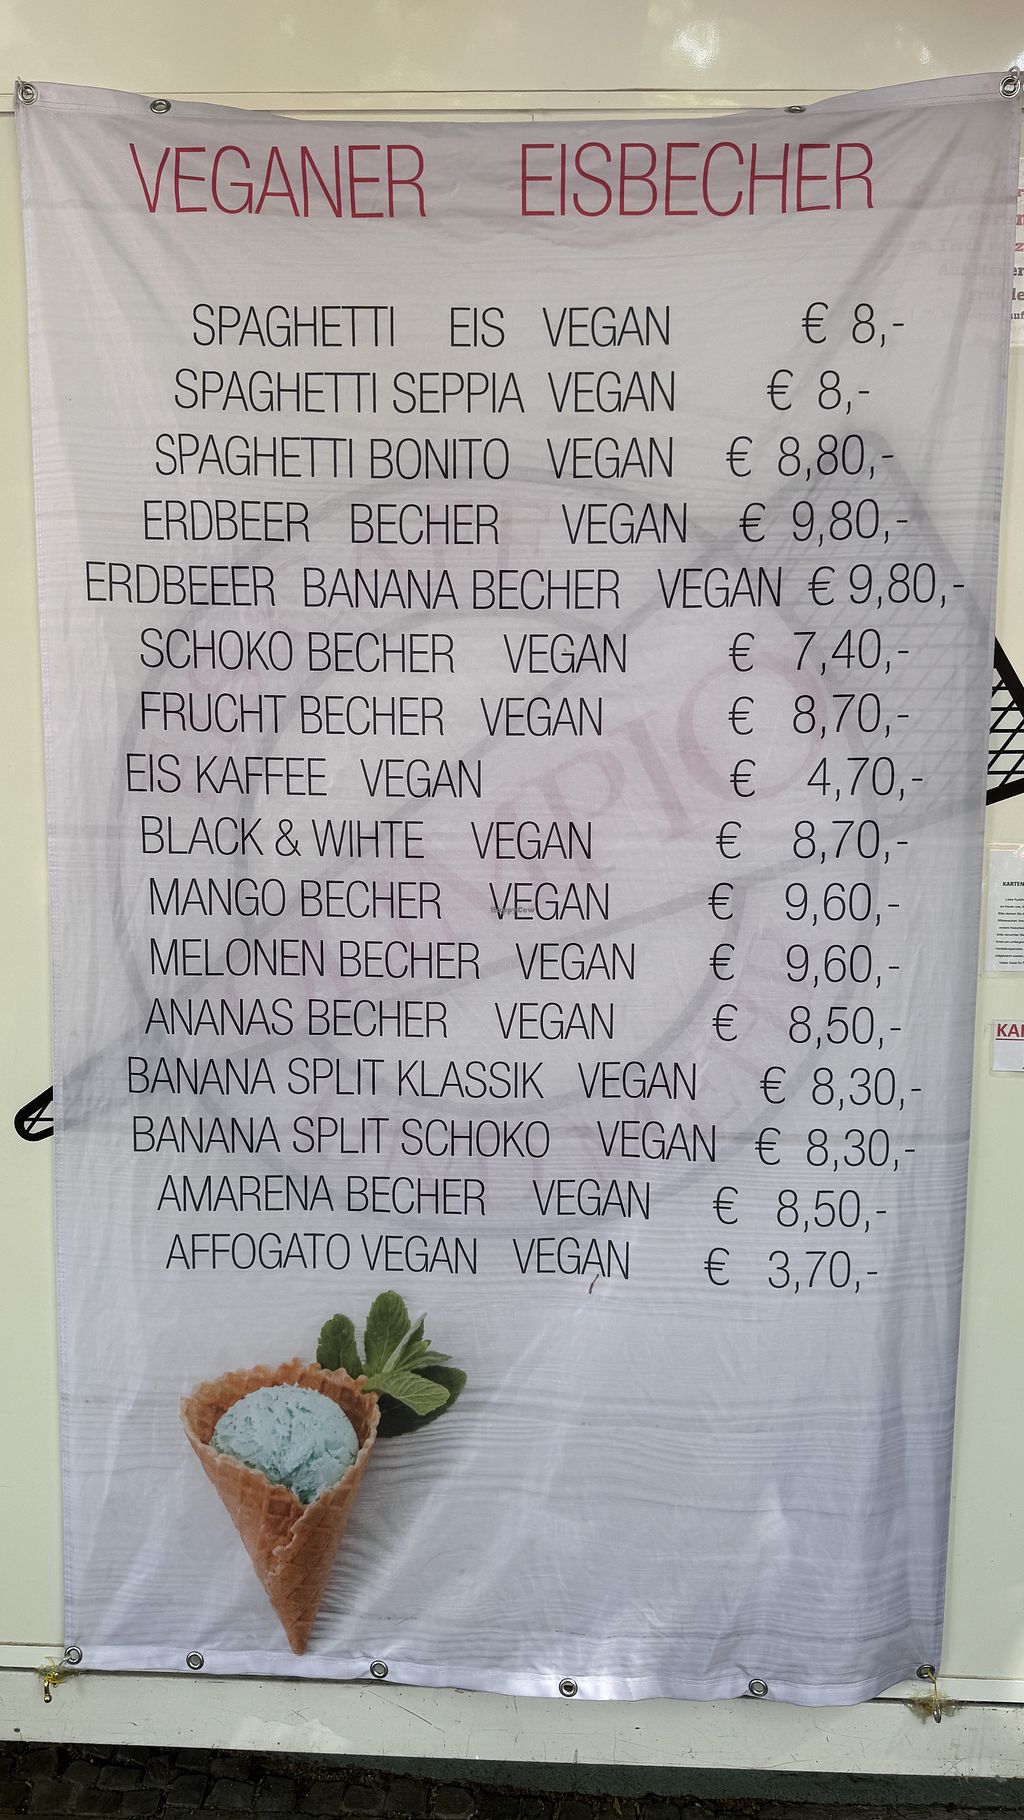 VEGANER EISBECHER
SPAGHETTI EIS VEGAN € 8,-
SPAGHETTI SEPPIA VEGAN € 8,-
SPAGHETTI BONITO VEGAN € 8,80,-
ERDBEER BECHER VEGAN € 9,80,-
ERDBEEER BANANA BECHER VEGAN € 9,80,-
SCHOKO BECHER VEGAN € 7,40,-
FRUCHT BECHER VEGAN € 8,70,-
EIS KAFFEE VEGAN € 4,70,-
BLACK & WIHTE VEGAN € 8,70,-
MANGO BECHER VEGAN € 9,60,-
HappyCow
MELONEN BECHER VEGAN € 9,60,-
ANANAS BECHER VEGAN € 8,50,-
BANANA SPLIT KLASSIK VEGAN € 8,30,-
BANANA SPLIT SCHOKO VEGAN € 8,30,-
AMARENA BECHER VEGAN € 8,50,-
AFFOGATO VEGAN VEGAN € 3,70,-
KARTEN